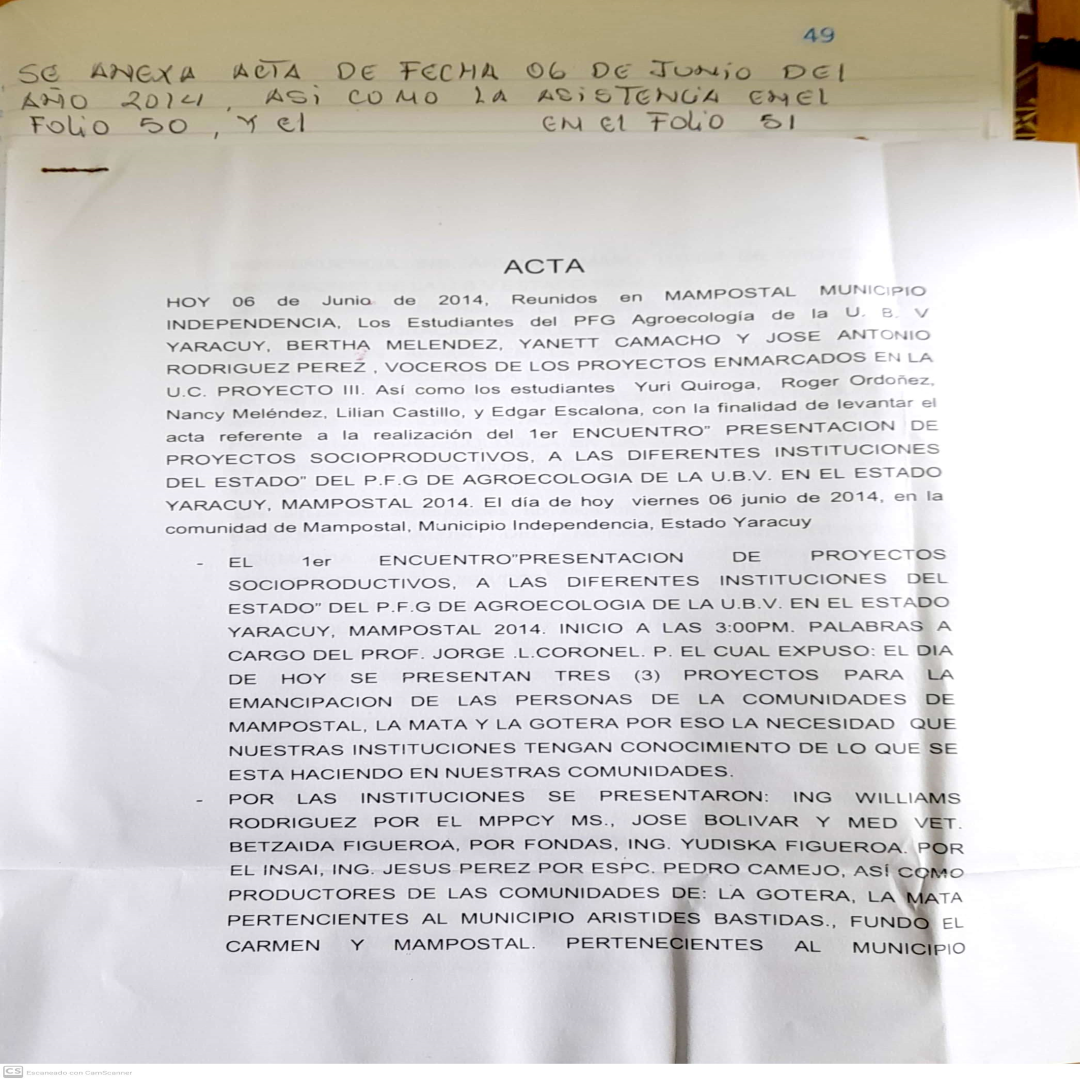 49
SE ANEXA ACTA DE FECHA 06 DE JUNIO DEl
AÑO 2014, ASi COMO LA ASiSTENCiA EN El
FOLiO 50, Y El EN El FOLiO 51
ACTA
HOY 06 de Junio de 2014, Reunidos en MAMPOSTAL MUNICIPIO
INDEPENDENCIA, Los Estudiantes del PFG Agroecología de la U. B. V
YARACUY, BERTHA MELENDEZ, YANETT CAMACHO Y JOSE ANTONIO
RODRIGUEZ PEREZ , VOCEROS DE LOS PROYECTOS ENMARCADOS EN LA
U.C. PROYECTO III. Así como los estudiantes Yuri Quiroga, Roger Ordoñez,
Nancy Meléndez, Lilian Castillo, y Edgar Escalona, con la finalidad de levantar el
acta referente a la realización del 1er ENCUENTRO" PRESENTACION DE
PROYECTOS SOCIOPRODUCTIVOS, A LAS DIFERENTES INSTITUCIONES
DEL ESTADO" DEL P.F.G DE AGROECOLOGIA DE LA U.B.V. EN EL ESTADO
YARACUY, MAMPOSTAL 2014. El día de hoy viernes 06 junio de 2014, en la
comunidad de Mampostal, Municipio Independencia, Estado Yaracuy
- EL 1er ENCUENTRO"PRESENTACION DE PROYECTOS
SOCIOPRODUCTIVOS, A LAS DIFERENTES INSTITUCIONES DEL
ESTADO" DEL P.F.G DE AGROECOLOGIA DE LA U.B.V. EN EL ESTADO
YARACUY, MAMPOSTAL 2014. INICIO A LAS 3:00PM. PALABRAS A
CARGO DEL PROF. JORGE .L.CORONEL. P. EL CUAL EXPUSO: EL DIA
DE HOY SE PRESENTAN TRES (3) PROYECTOS PARA LA
EMANCIPACION DE LAS PERSONAS DE LA COMUNIDADES DE
MAMPOSTAL, LA MATA Y LA GOTERA POR ESO LA NECESIDAD QUE
NUESTRAS INSTITUCIONES TENGAN CONOCIMIENTO DE LO QUE SE
ESTA HACIENDO EN NUESTRAS COMUNIDADES.
- POR LAS INSTITUCIONES SE PRESENTARON: ING WILLIAMS
RODRIGUEZ POR EL MPPCY MS., JOSE BOLIVAR Y MED VET.
BETZAIDA FIGUEROA, POR FONDAS, ING. YUDISKA FIGUEROA. POR
EL INSAI, ING. JESUS PEREZ POR ESPC. PEDRO CAMEJO, ASÍ COMO
PRODUCTORES DE LAS COMUNIDADES DE: LA GOTERA, LA MATA
PERTENCIENTES AL MUNICIPIO ARISTIDES BASTIDAS., FUNDO EL
CARMEN Y MAMPOSTAL. PERTENECIENTES AL MUNICIPIO
CS Escaneado con CamScanner